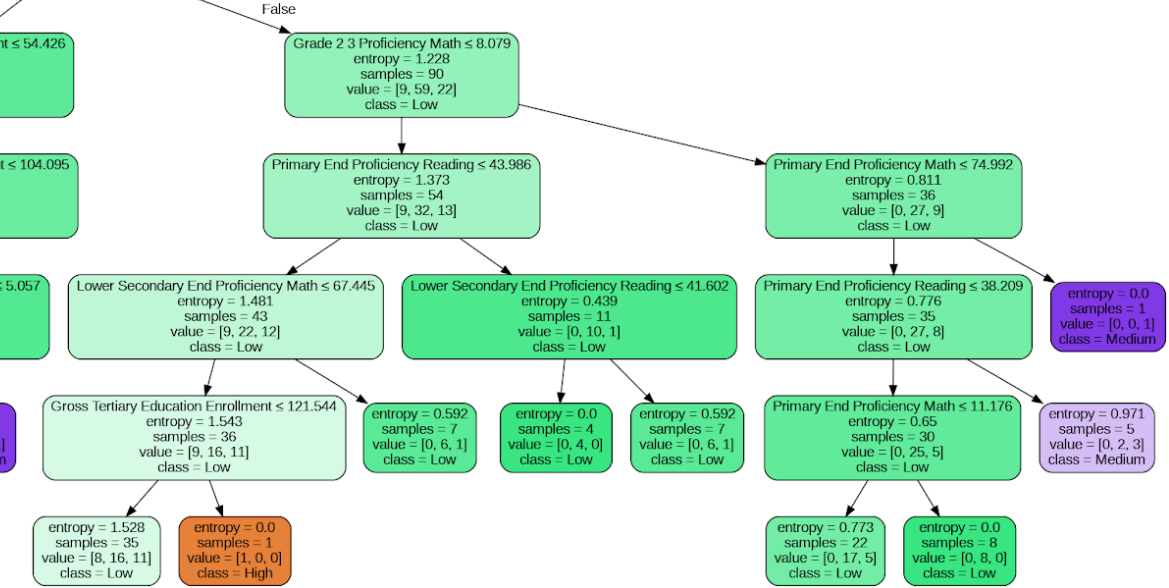 False
t ≤ 54.426
Grade 2 3 Proficiency Math ≤ 8.079
entropy = 1.228
samples = 90
value = [9, 59, 22]
class = Low
t ≤ 104.095
Primary End Proficiency Reading ≤ 43.986
entropy = 1.373
samples = 54
value = [9, 32, 13]
class = Low
Primary End Proficiency Math ≤ 74.992
entropy = 0.811
samples = 36
value = [0, 27, 9]
class = Low
≤ 5.057
Lower Secondary End Proficiency Math ≤ 67.445
entropy = 1.481
samples = 43
value = [9, 22, 12]
class = Low
Lower Secondary End Proficiency Reading ≤ 41.602
entropy = 0.439
samples = 11
value = [0, 10, 1]
class = Low
Primary End Proficiency Reading ≤ 38.209
entropy = 0.776
samples = 35
value = [0, 27, 8]
class = Low
entropy = 0.0
samples = 1
value = [0, 0, 1]
class = Medium
]
m
Gross Tertiary Education Enrollment ≤ 121.544
entropy = 1.543
samples = 36
value = [9, 16, 11]
class = Low
entropy = 0.592
samples = 7
value = [0, 6, 1]
class = Low
entropy = 0.0
samples = 4
value = [0, 4, 0]
class = Low
entropy = 0.592
samples = 7
value = [0, 6, 1]
class = Low
Primary End Proficiency Math ≤ 11.176
entropy = 0.65
samples = 30
value = [0, 25, 5]
class = Low
entropy = 0.971
samples = 5
value = [0, 2, 3]
class = Medium
entropy = 1.528
samples = 35
value = [8, 16, 11]
class = Low
entropy = 0.0
samples = 1
value = [1, 0, 0]
class = High
entropy = 0.773
samples = 22
value = [0, 17, 5]
class = Low
entropy = 0.0
samples = 8
value = [0, 8, 0]
class = Low